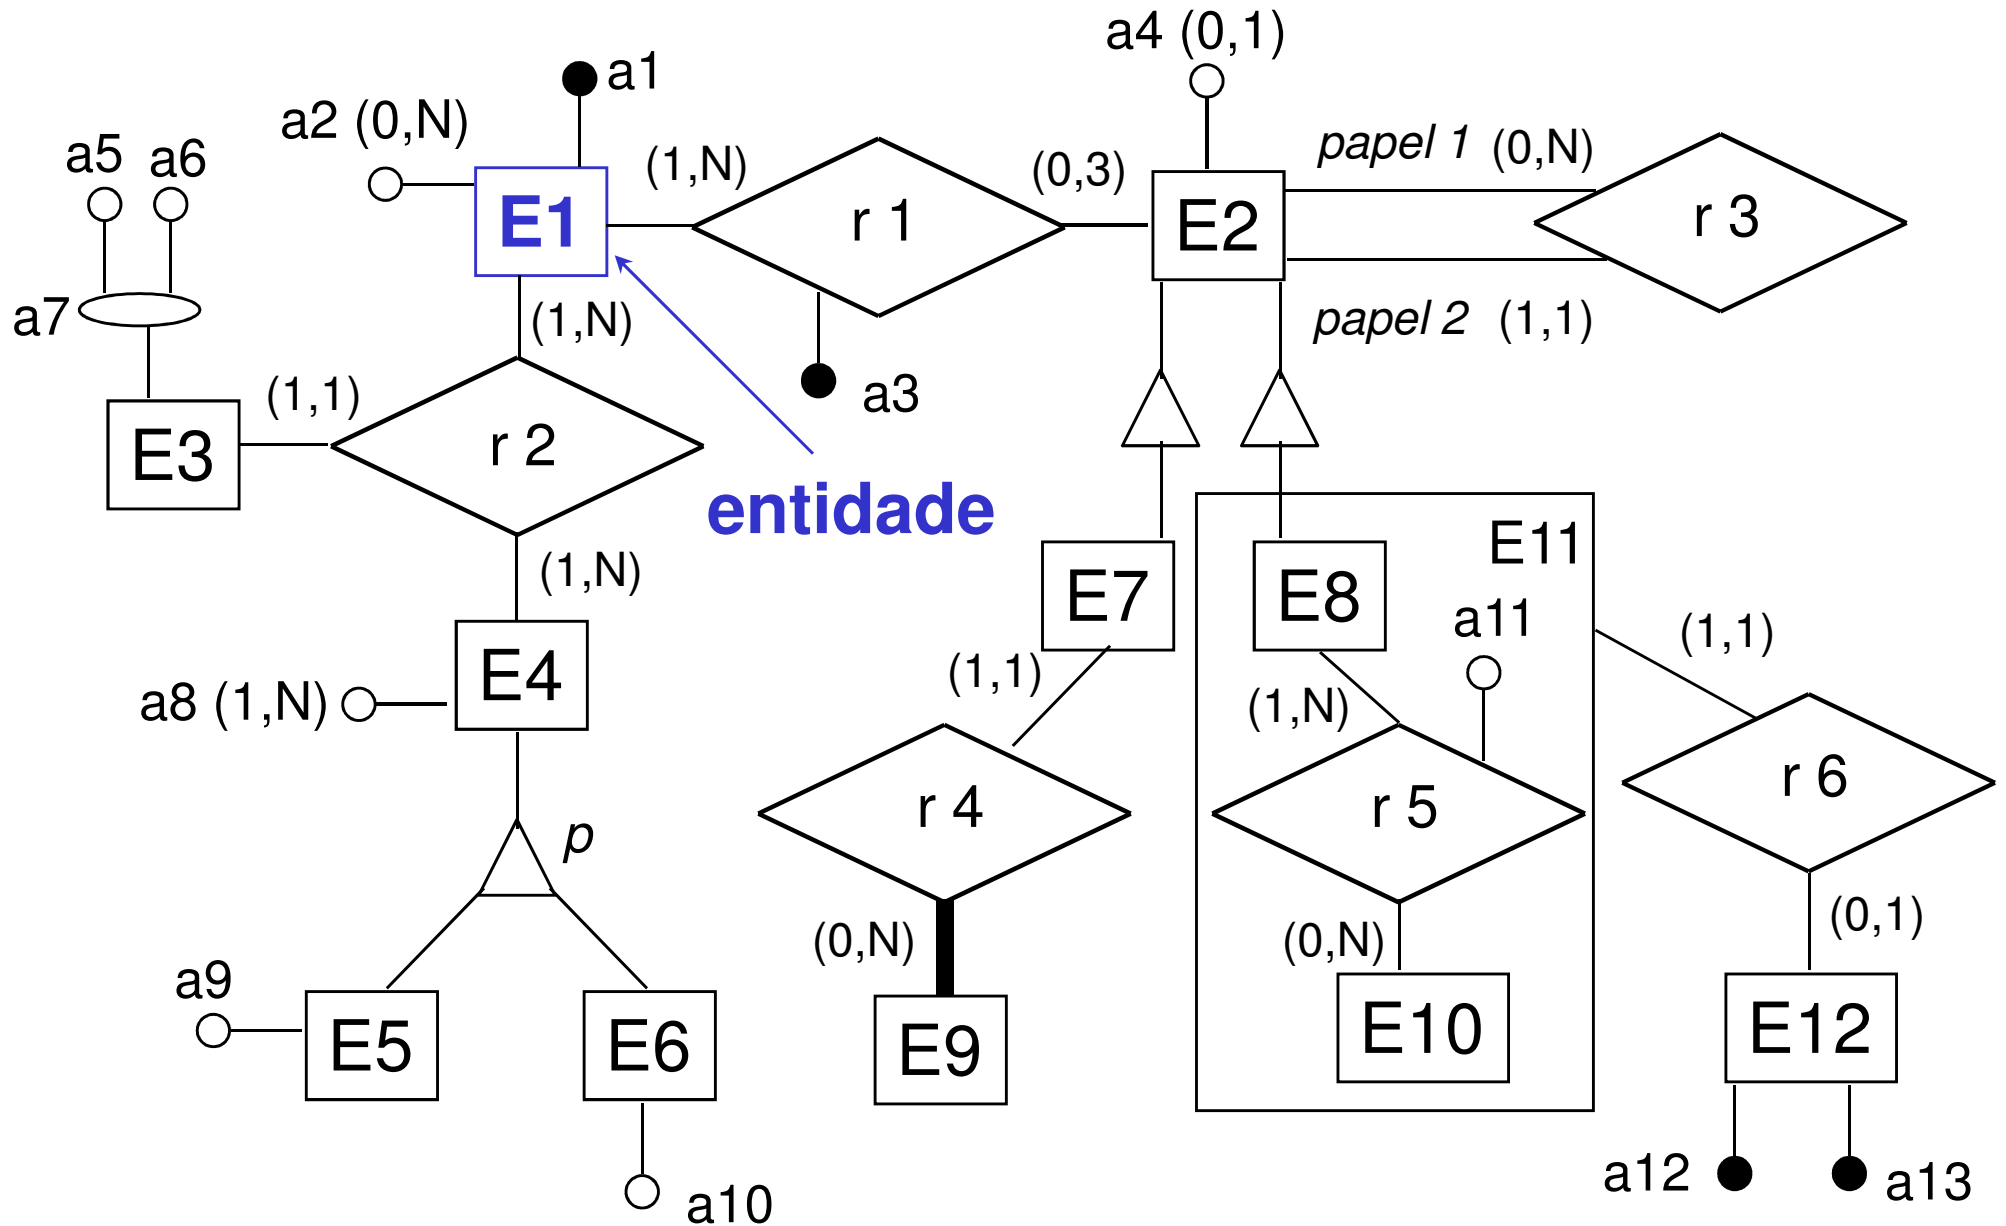 a4 (0,1)
a1
a2 (0,N)
papel 1 (0,N)
a5 a6
(1,N)
(0,3)
E1
r 1
E2
r 3
a7
(1,N)
papel 2 (1,1)
(1,1)
a3
E3
r 2
entidade
E11
(1,N)
E7
E8
a11
(1,1)
E4
(1,1)
a8 (1,N)
(1,N)
r 6
p
r 4
r 5
(0,N)
(0,N)
(0,1)
a9
E5
E6
E9
E10
E12
a10
a12
a13